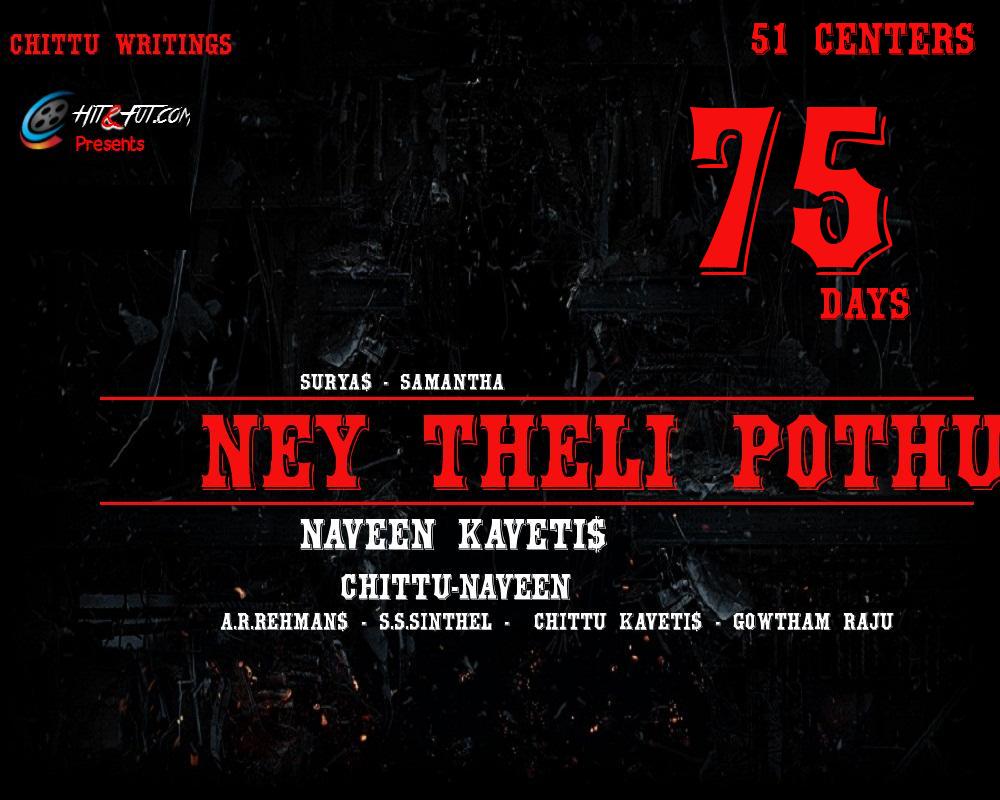 CHITTU WRITINGS
51 CENTERS
HIT&FUT.COM
Presents
75
DAYS
SURYA$ - SAMANTHA
NEY THELI POTHU
NAVEEN KAVETI$
CHITTU-NAVEEN
A.R.REHMAN$ - S.S.SINTHEL - CHITTU KAVETI$ - GOWTHAM RAJU